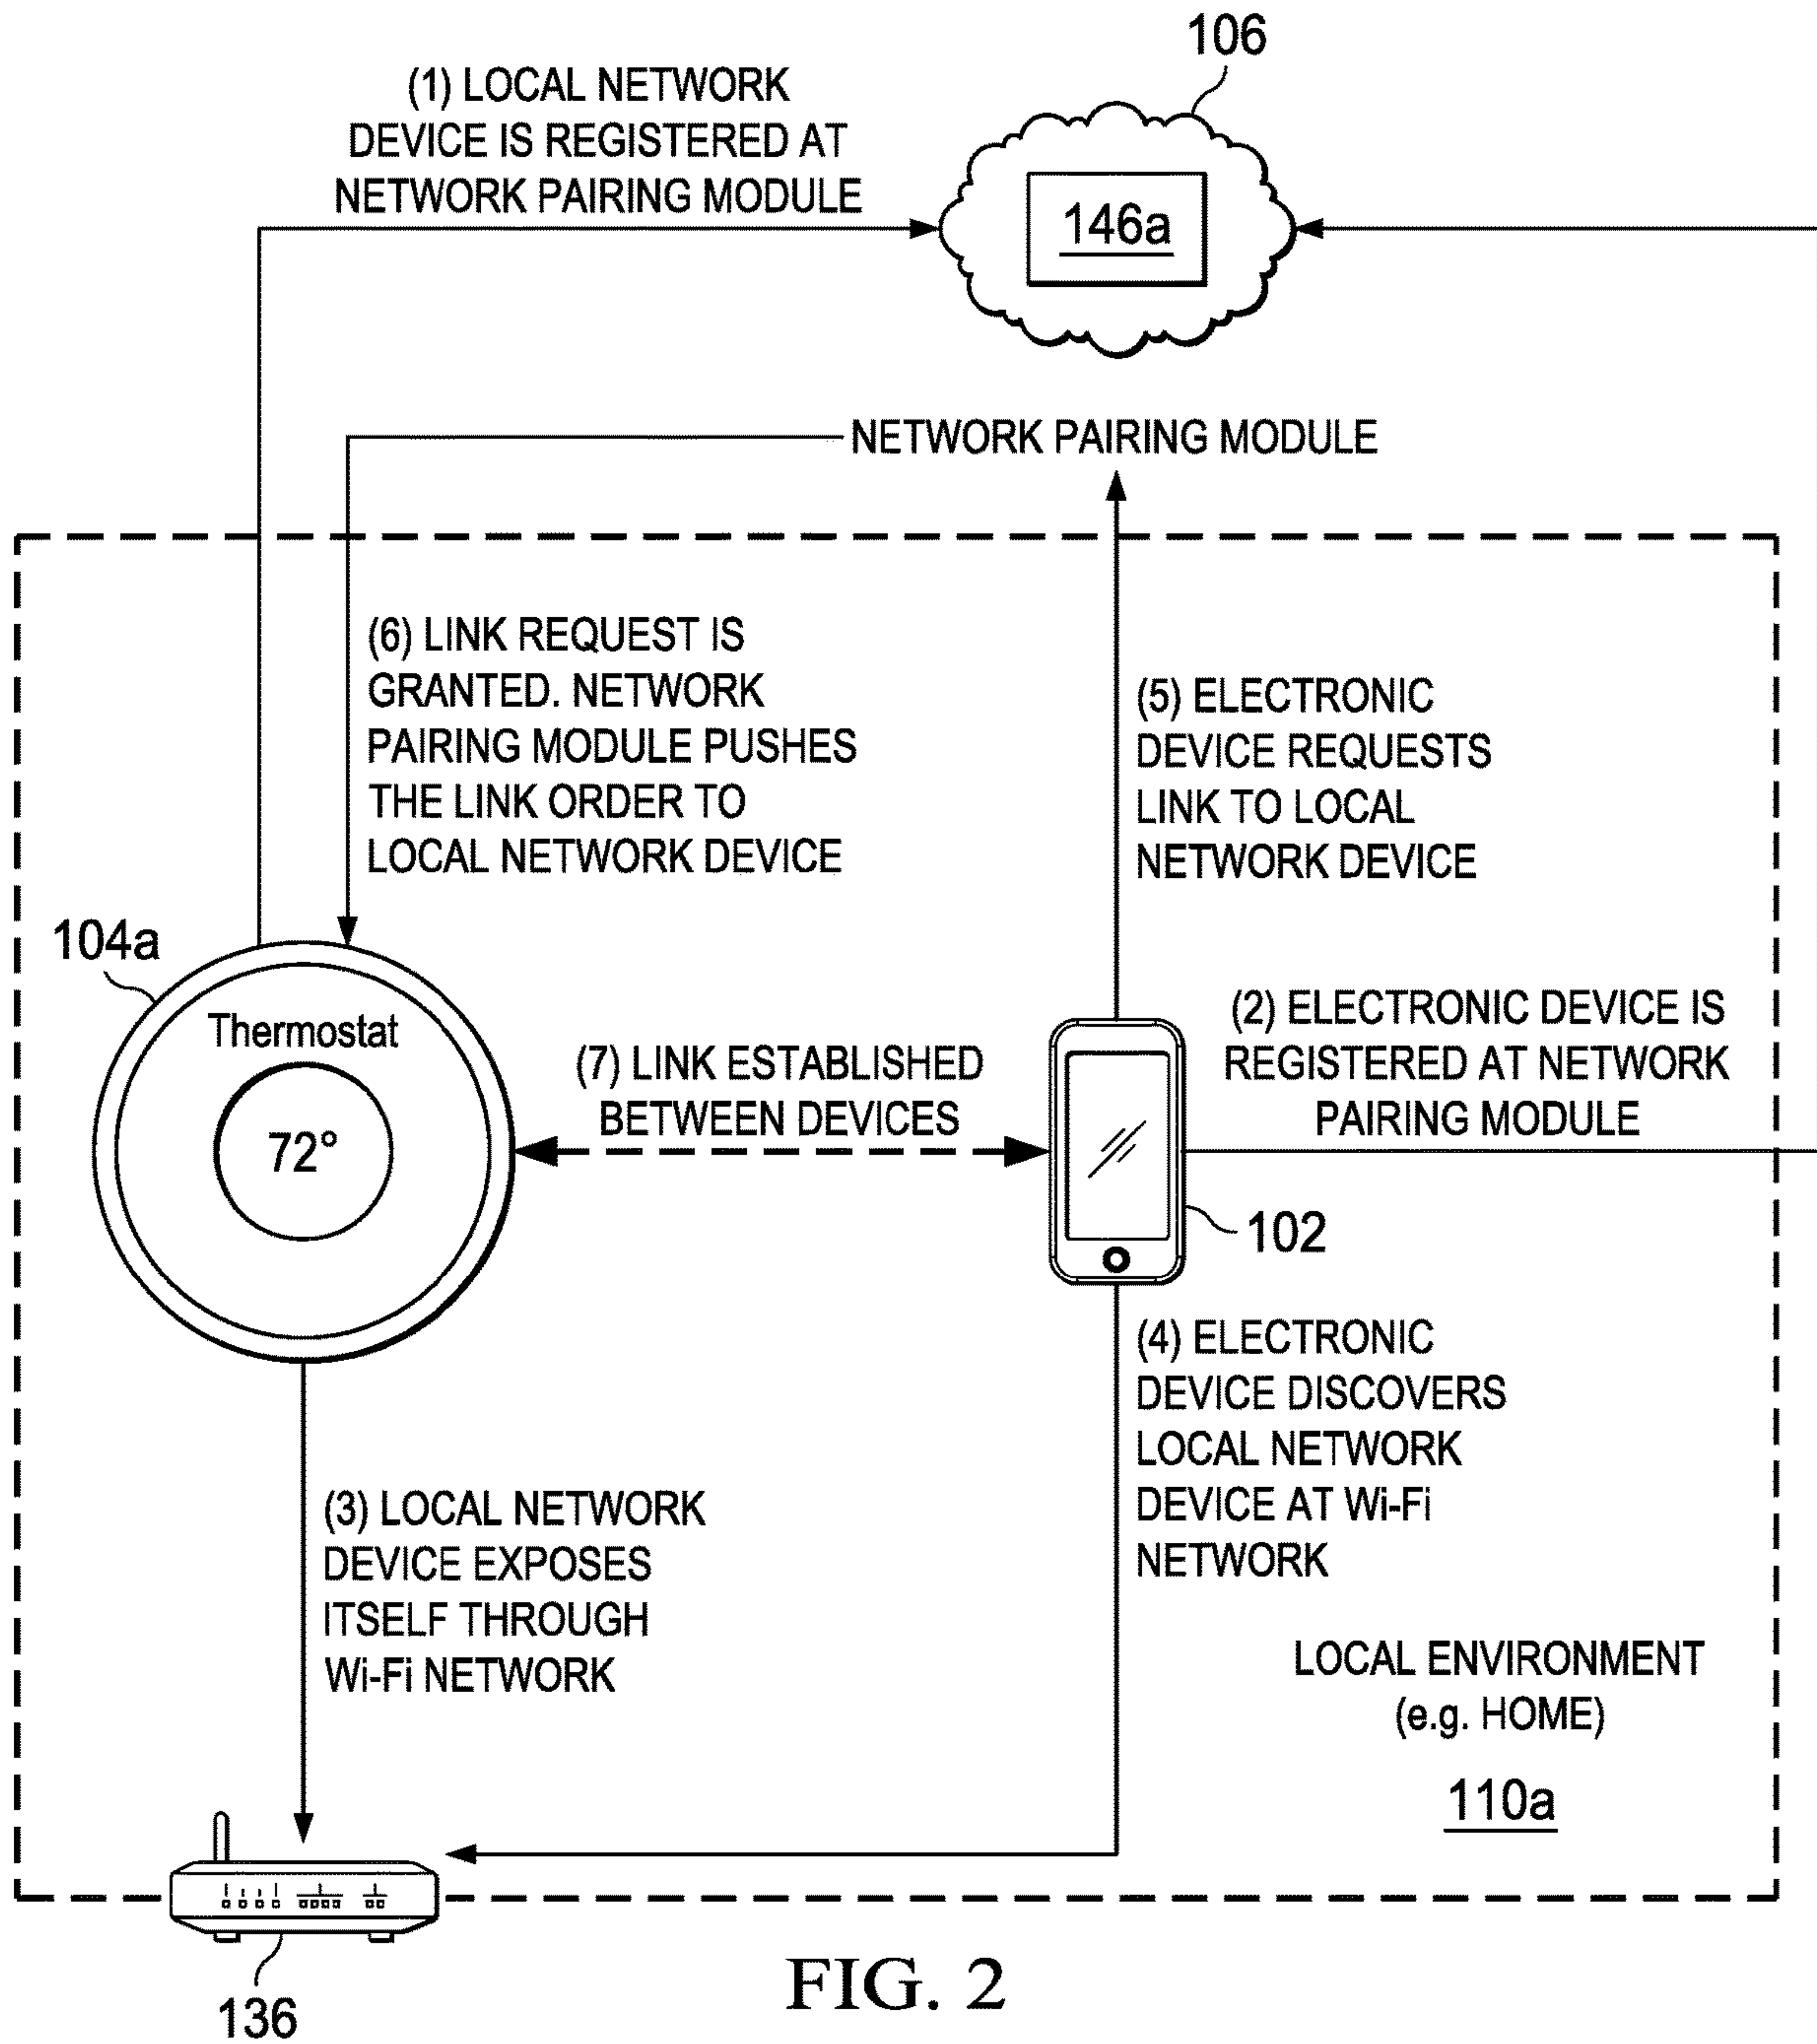 106
(1) LOCAL NETWORK
DEVICE IS REGISTERED AT
NETWORK PAIRING MODULE
146a
NETWORK PAIRING MODULE
(6) LINK REQUEST IS
GRANTED. NETWORK
PAIRING MODULE PUSHES
THE LINK ORDER TO
LOCAL NETWORK DEVICE
(5) ELECTRONIC
DEVICE REQUESTS
LINK TO LOCAL
NETWORK DEVICE
104a
Thermostat
72°
(7) LINK ESTABLISHED
BETWEEN DEVICES
(2) ELECTRONIC DEVICE IS
REGISTERED AT NETWORK
PAIRING MODULE
102
(4) ELECTRONIC
DEVICE DISCOVERS
LOCAL NETWORK
DEVICE AT Wi-Fi
NETWORK
(3) LOCAL NETWORK
DEVICE EXPOSES
ITSELF THROUGH
Wi-Fi NETWORK
LOCAL ENVIRONMENT
(e.g. HOME)
110a
136
FIG. 2